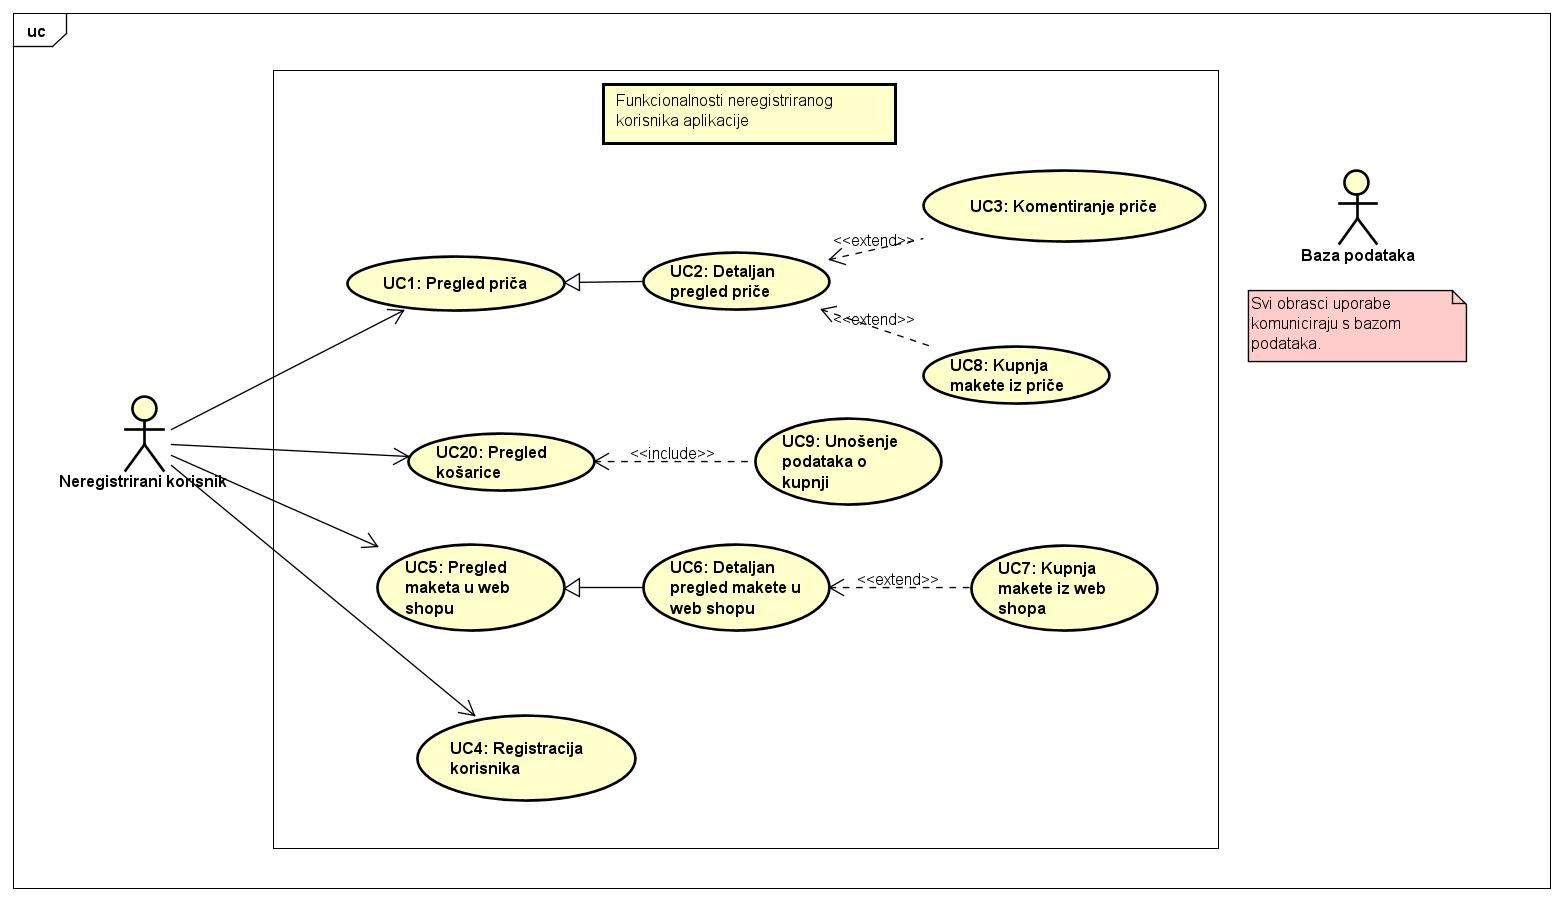 uc
Funkcionalnosti neregistriranog
korisnika aplikacije
UC3: Komentiranje priče
<<extend>>
Baza podataka
UC1: Pregled priča
UC2: Detaljan
pregled priče
Svi obrasci uporabe
komuniciraju s bazom
podataka.
<<extend>>
UC8: Kupnja
makete iz priče
Neregistrirani korisnik
UC20: Pregled
košarice
<<include>>
UC9: Unošenje
podataka o
kupnji
UC5: Pregled
maketa u web
shopu
UC6: Detaljan
pregled makete u
web shopu
<<extend>>
UC7: Kupnja
makete iz web
shopa
UC4: Registracija
korisnika